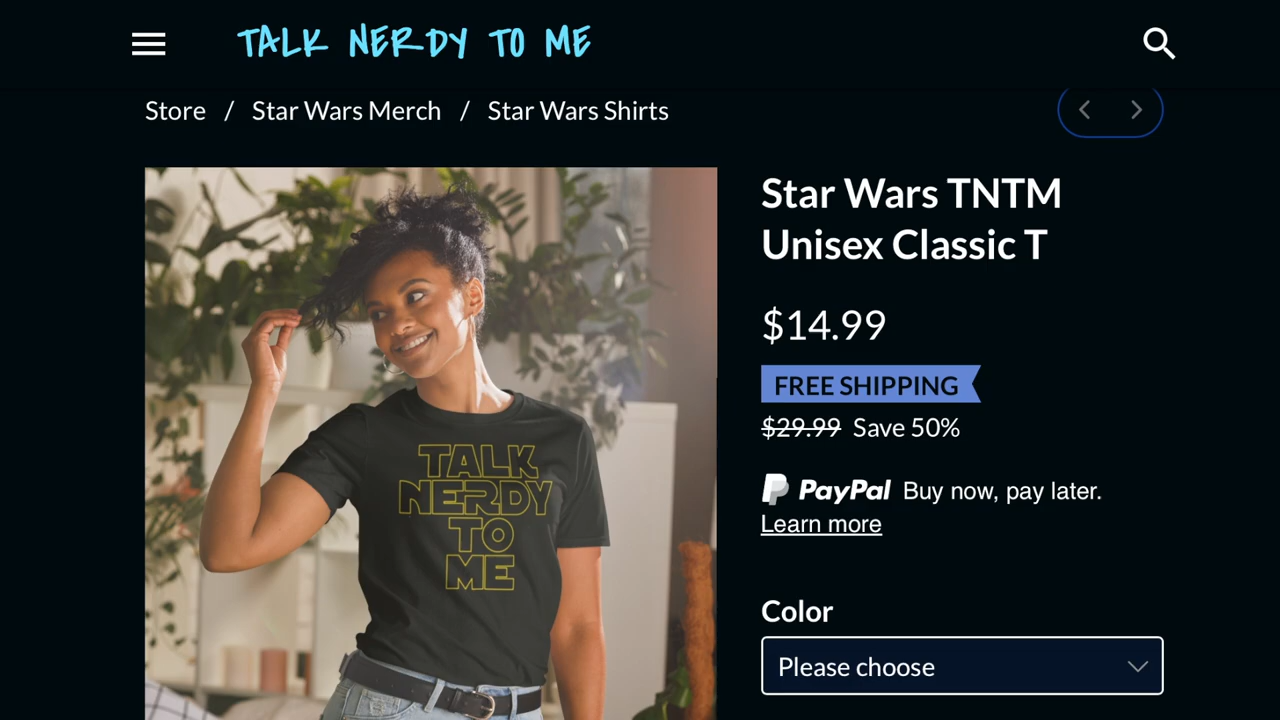 TALK NERDY TO ME
Store / Star Wars Merch / Star Wars Shirts
TALK
NERDY
TO
ME
Star Wars TNTM
Unisex Classic T
$14.99
FREE SHIPPING
$29.99 Save 50%
PayPal Buy now, pay later.
Learn more
Color
Please choose